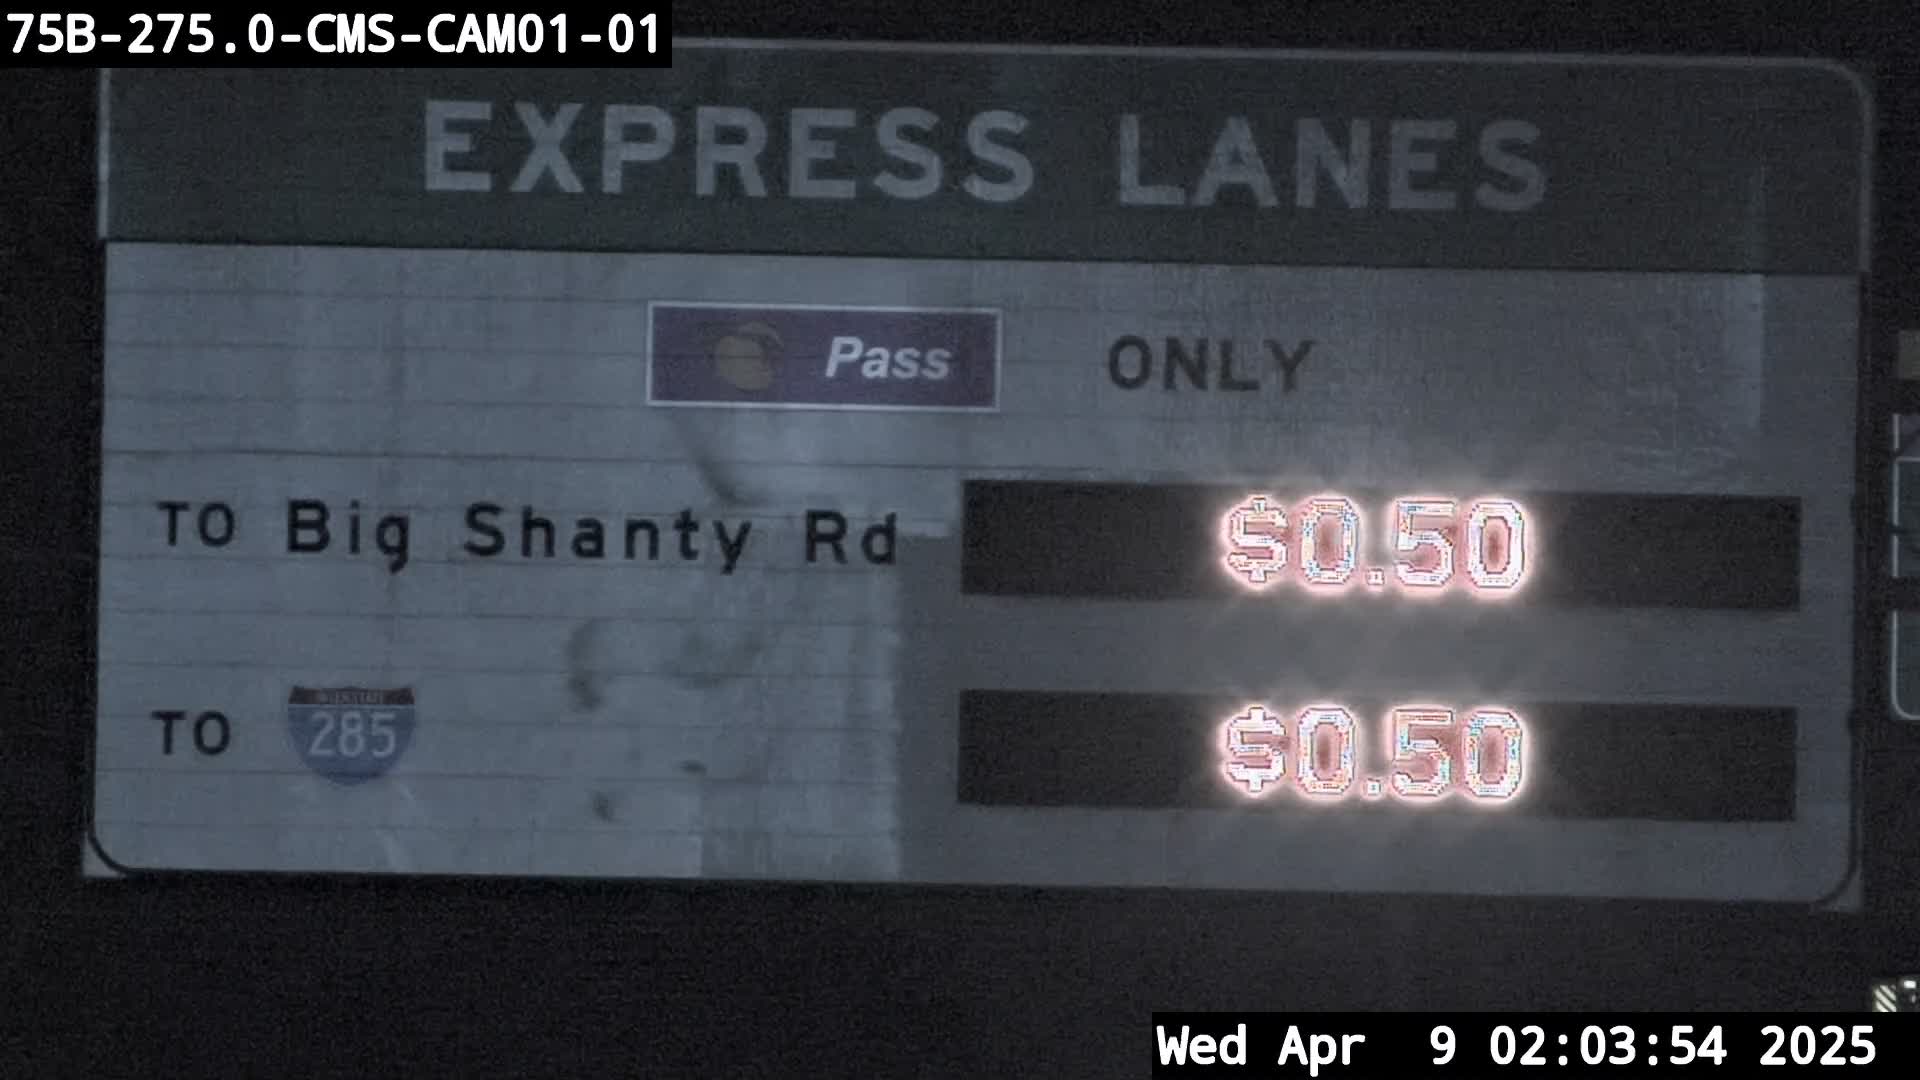 75B-275.0-CMS-CAM01-01
EXPRESS LANES
Pass ONLY
TO Big Shanty Rd $0.50
INTERSTATE
TO 285 $0.50
Wed Apr 9 02:03:54 2025